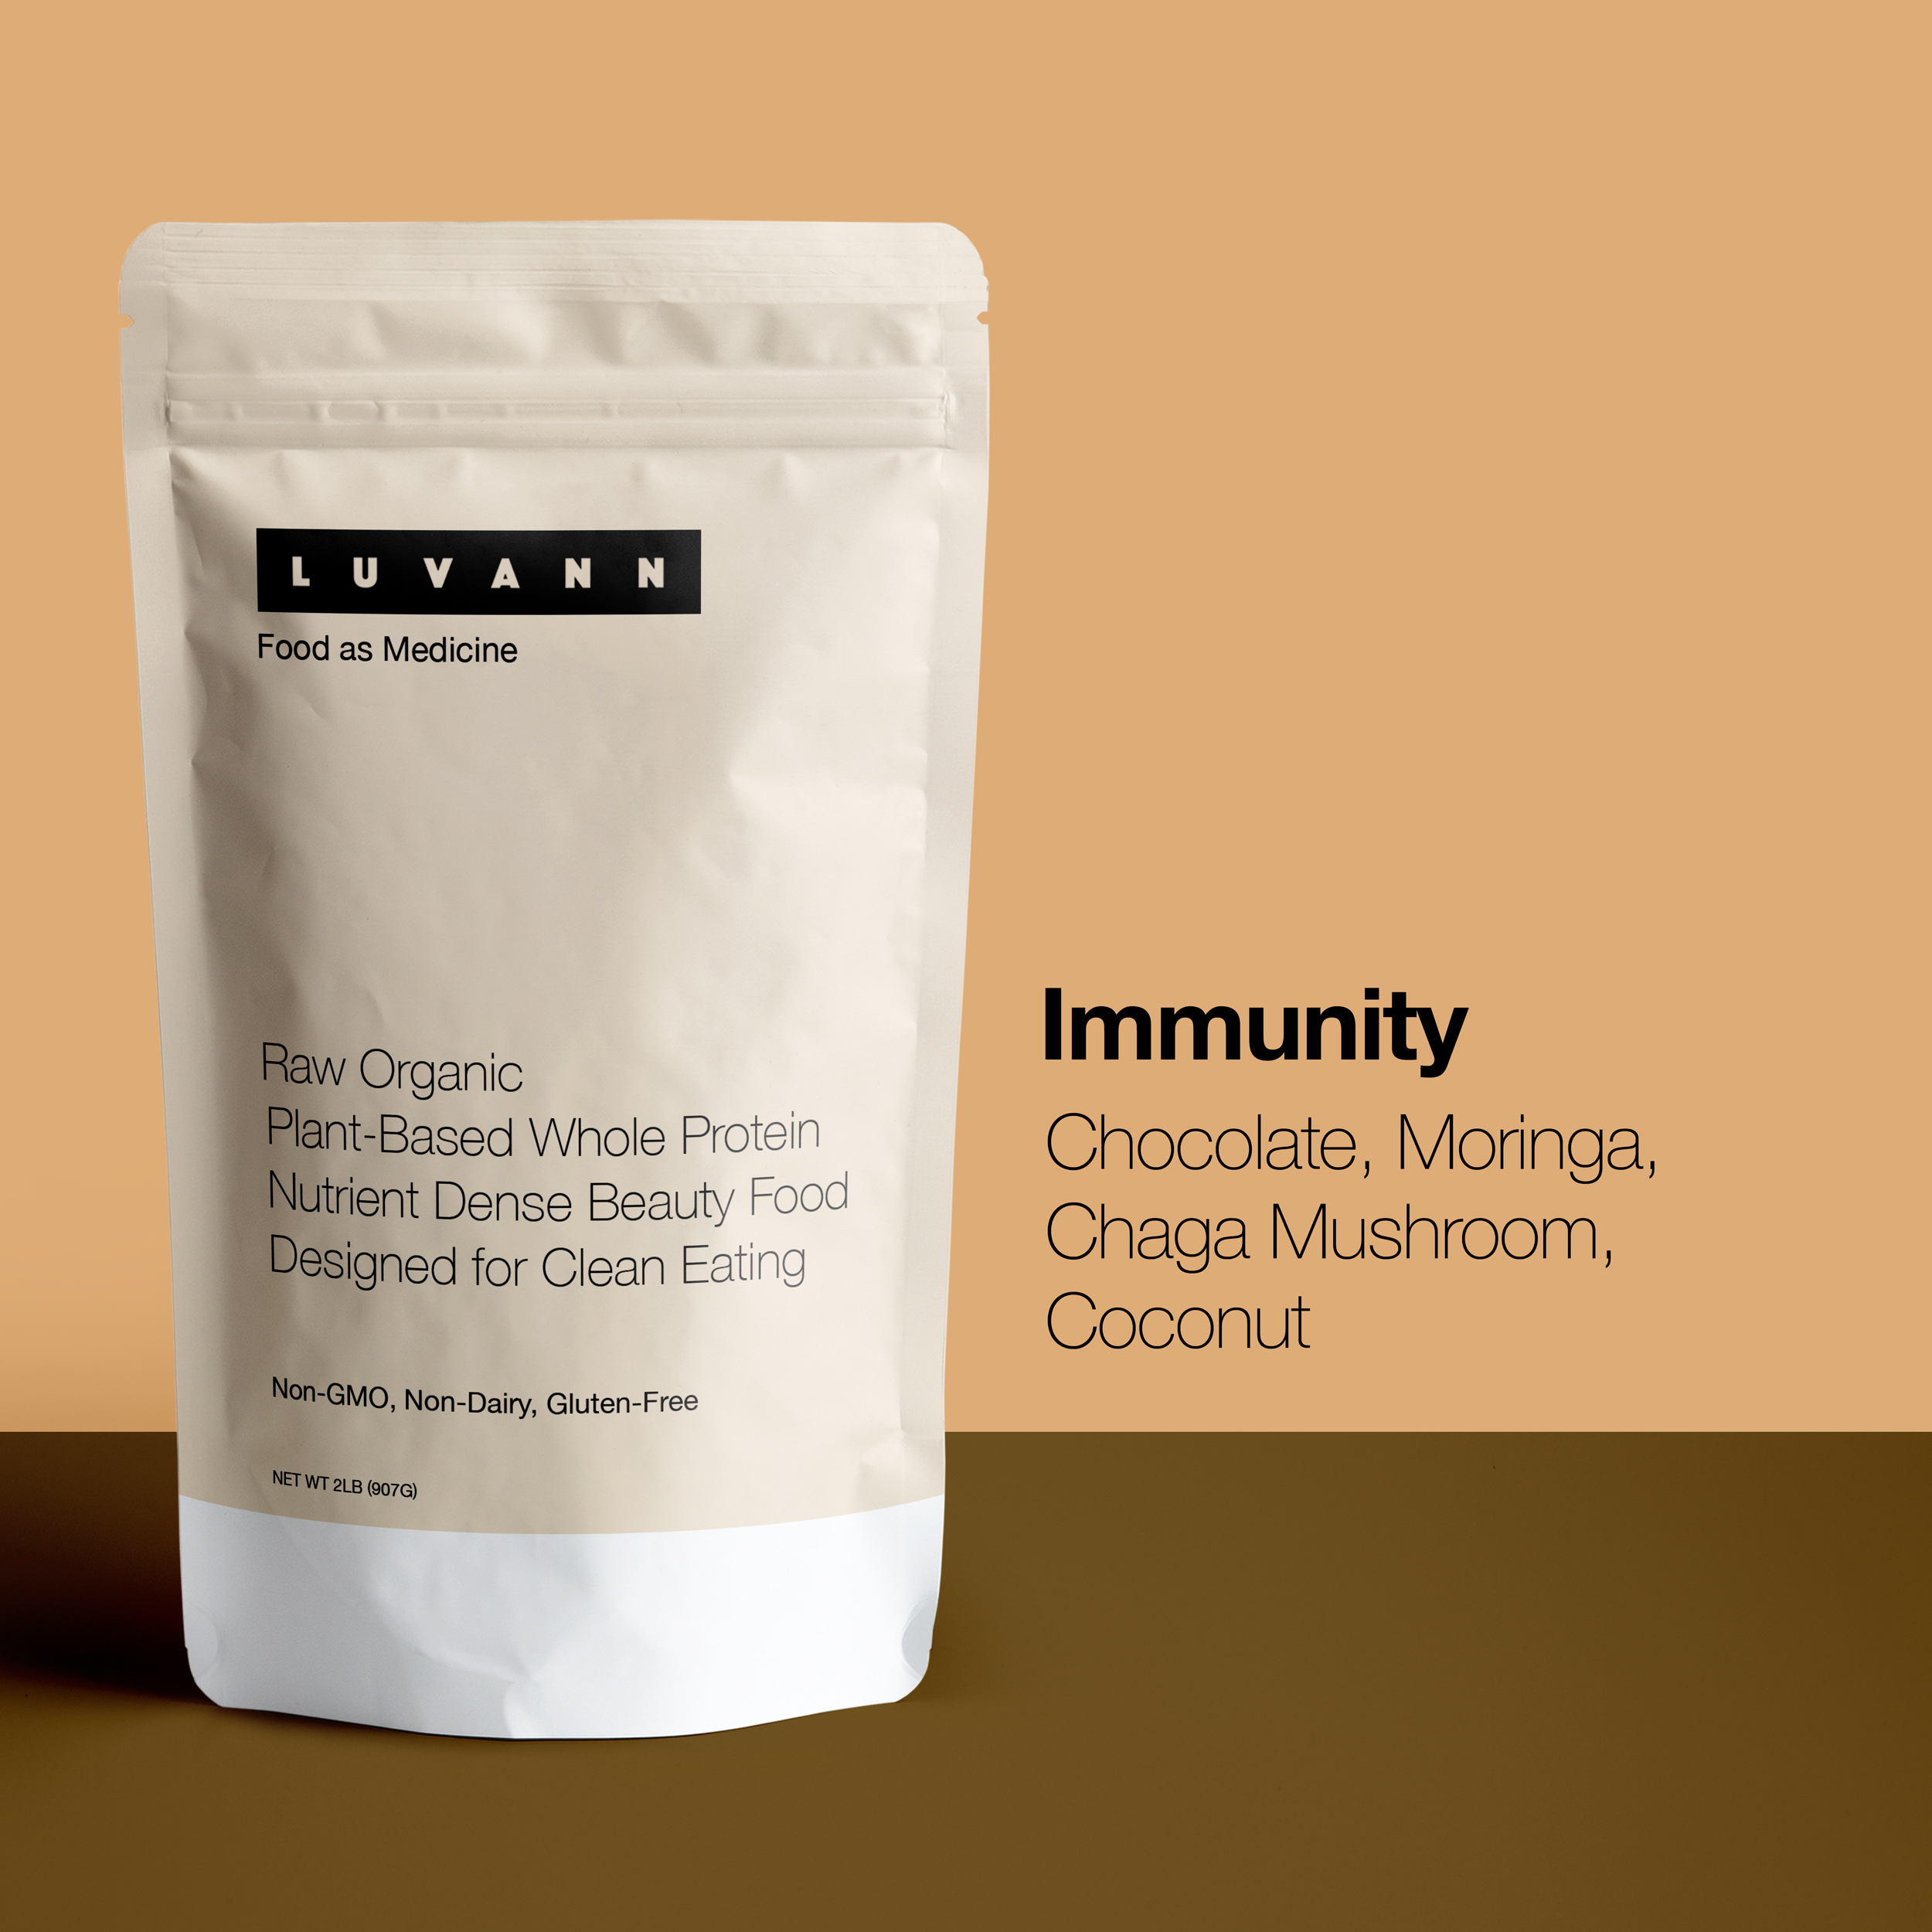 LUVANN
Food as Medicine
Raw Organic
Plant-Based Whole Protein
Nutrient Dense Beauty Food
Designed for Clean Eating
Non-GMO, Non-Dairy, Gluten-Free
NET WT 2LB (907G)
Immunity
Chocolate, Moringa,
Chaga Mushroom,
Coconut